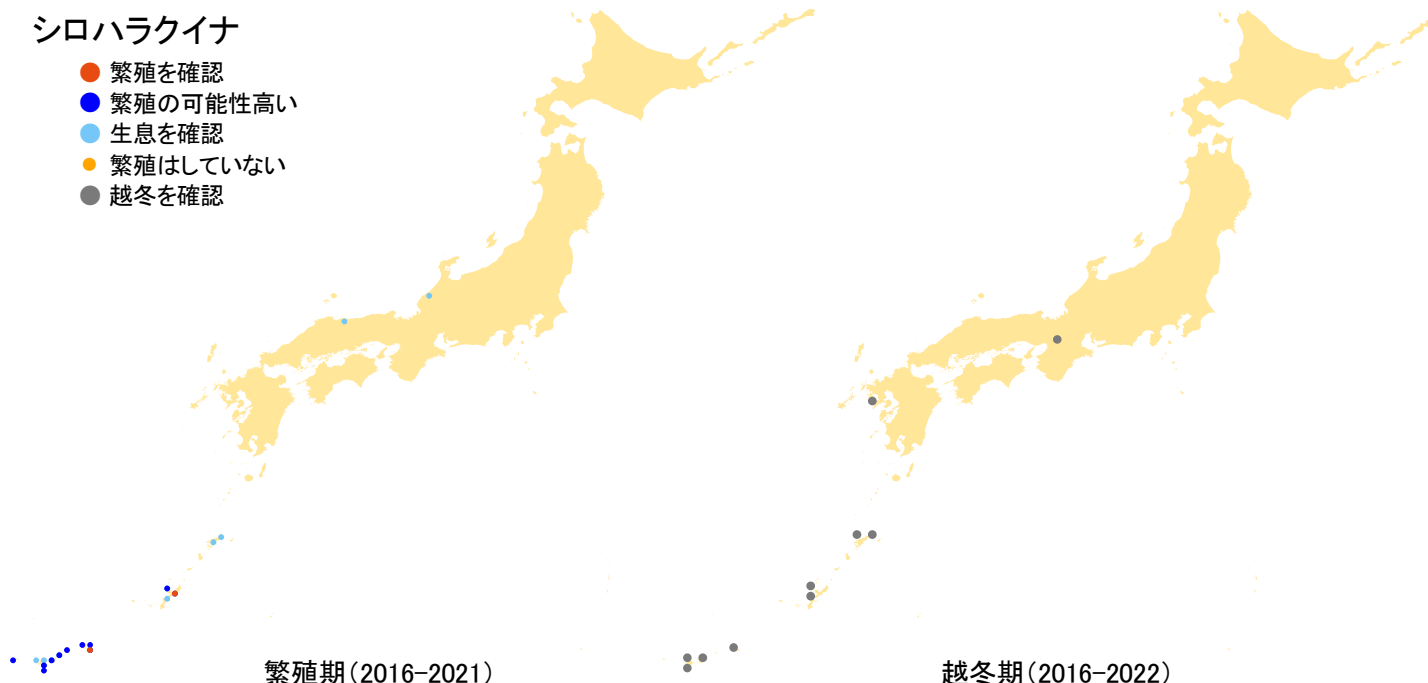 シロハラクイナ
繁殖を確認
繁殖の可能性高い
生息を確認
繁殖はしていない
越冬を確認
繁殖期(2016-2021)
越冬期(2016-2022)